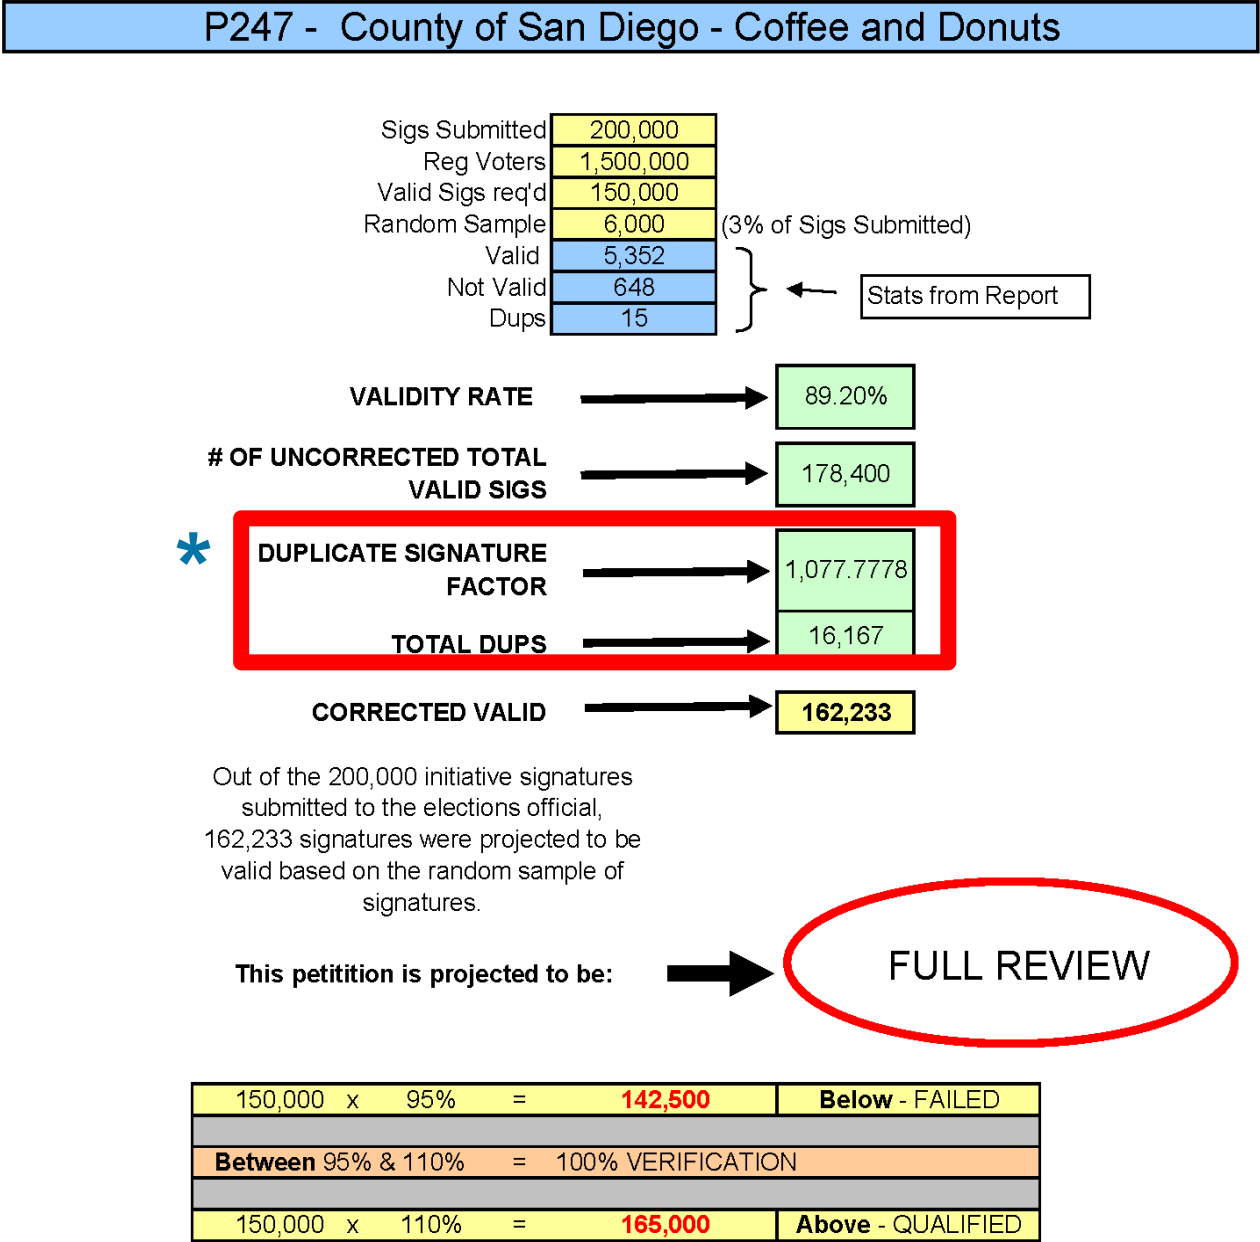 P247 - County of San Diego - Coffee and Donuts
Sigs Submitted 200,000
Reg Voters 1,500,000
Valid Sigs req'd 150,000
Random Sample 6,000 (3% of Sigs Submitted)
Valid 5,352
Not Valid 648
Stats from Report
Dups 15
VALIDITY RATE 89.20%
# OF UNCORRECTED TOTAL
VALID SIGS 178,400
* DUPLICATE SIGNATURE
FACTOR 1,077.7778
TOTAL DUPS 16,167
CORRECTED VALID 162,233
Out of the 200,000 initiative signatures
submitted to the elections official,
162,233 signatures were projected to be
valid based on the random sample of
signatures.
This petitition is projected to be: FULL REVIEW
150,000 x 95% = 142,500 Below - FAILED
Between 95% & 110% = 100% VERIFICATION
150,000 x 110% = 165,000 Above - QUALIFIED